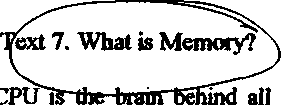 Text 7. What is Memory?
CPU is the brain behind all